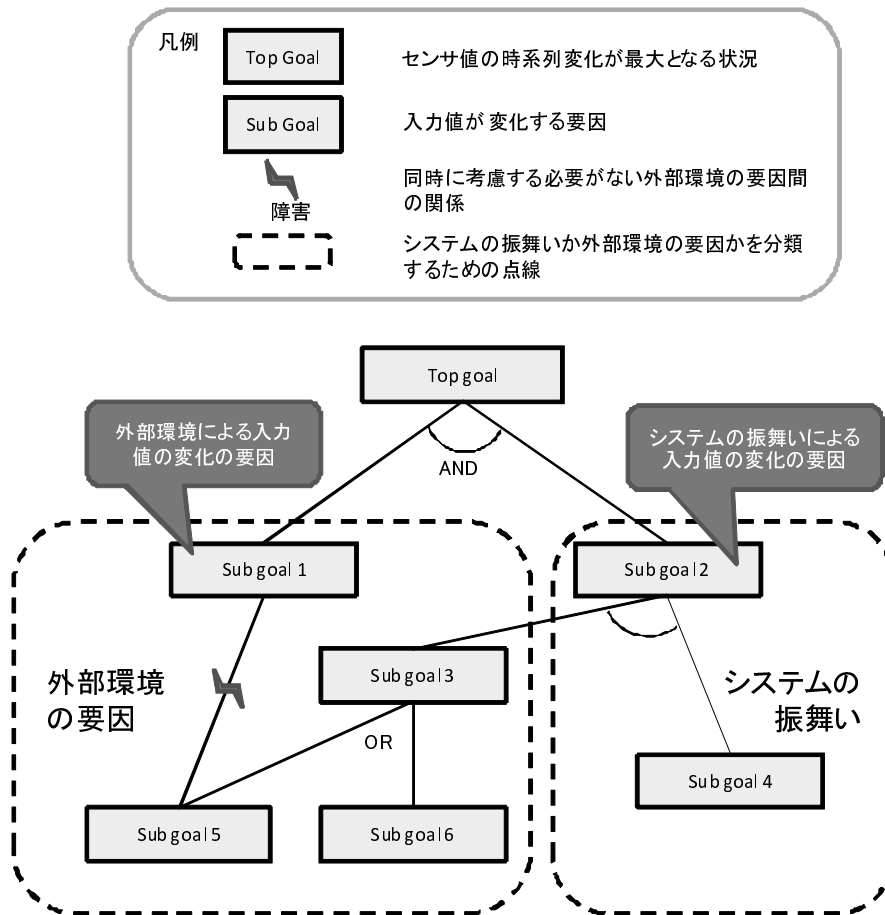 凡例
Top Goal
センサ値の時系列変化が最大となる状況
Sub Goal
入力値が変化する要因
障害
同時に考慮する必要がない外部環境の要因間
の関係
システムの振舞いか外部環境の要因かを分類
するための点線
Top goal
外部環境による入力
値の変化の要因
AND
システムの振舞いによる
入力値の変化の要因
Sub goal 1
Sub goal 2
外部環境
の要因
Sub goal 3
システムの
振舞い
OR
Sub goal 4
Sub goal 5
Sub goal 6